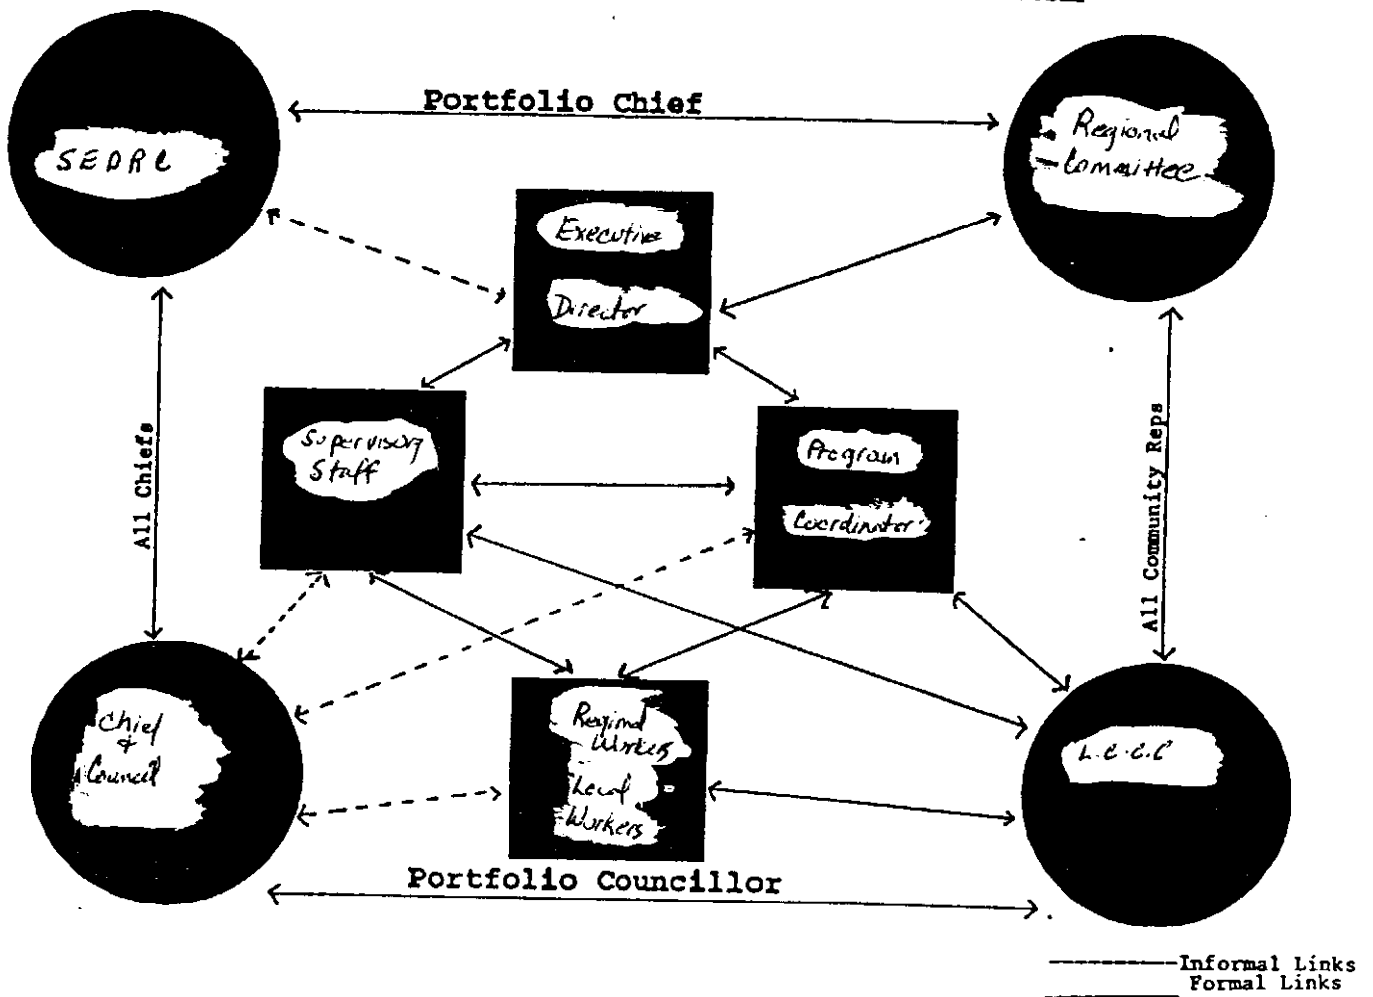 Portfolio Chief
SEDRC
Regional
Committee
Executive
Director
Supervisory
Staff
Program
Coordinator
All Chiefs
All Community Reps
Chief
&
Council
Regional
Workers
Local
Workers
L.C.C.C
Portfolio Councillor
Informal Links
Formal Links